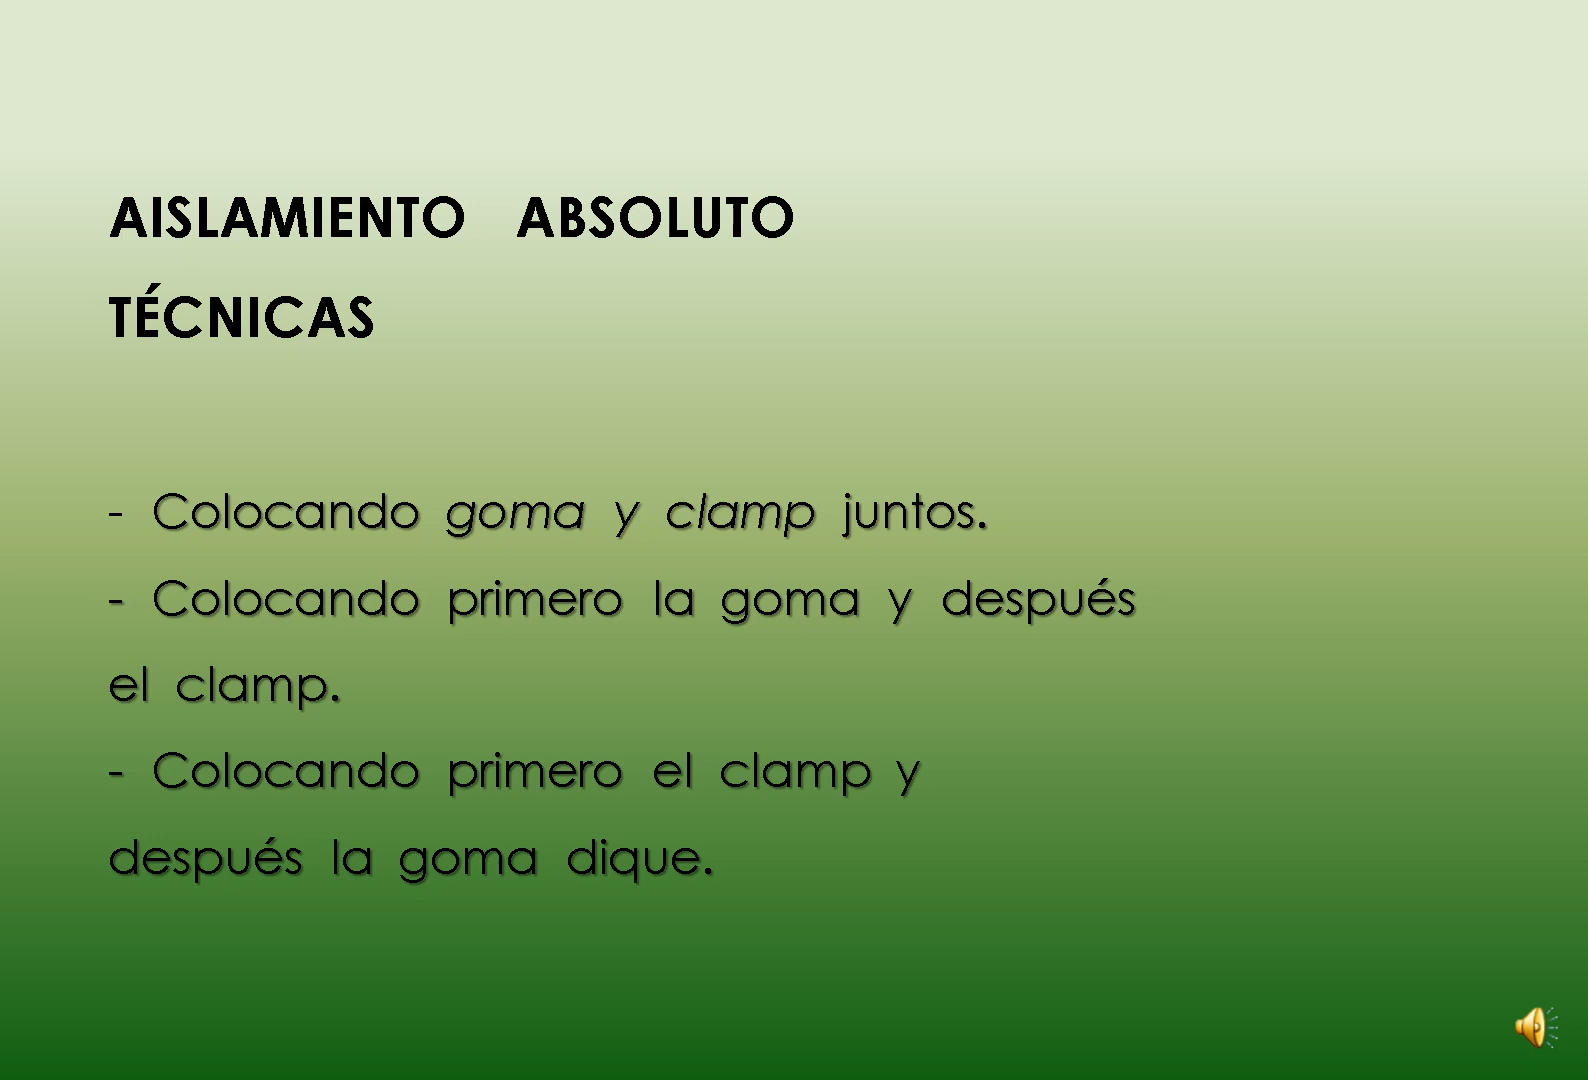 AISLAMIENTO ABSOLUTO
TÉCNICAS
- Colocando goma y clamp juntos.
- Colocando primero la goma y después
el clamp.
- Colocando primero el clamp y
después la goma dique.